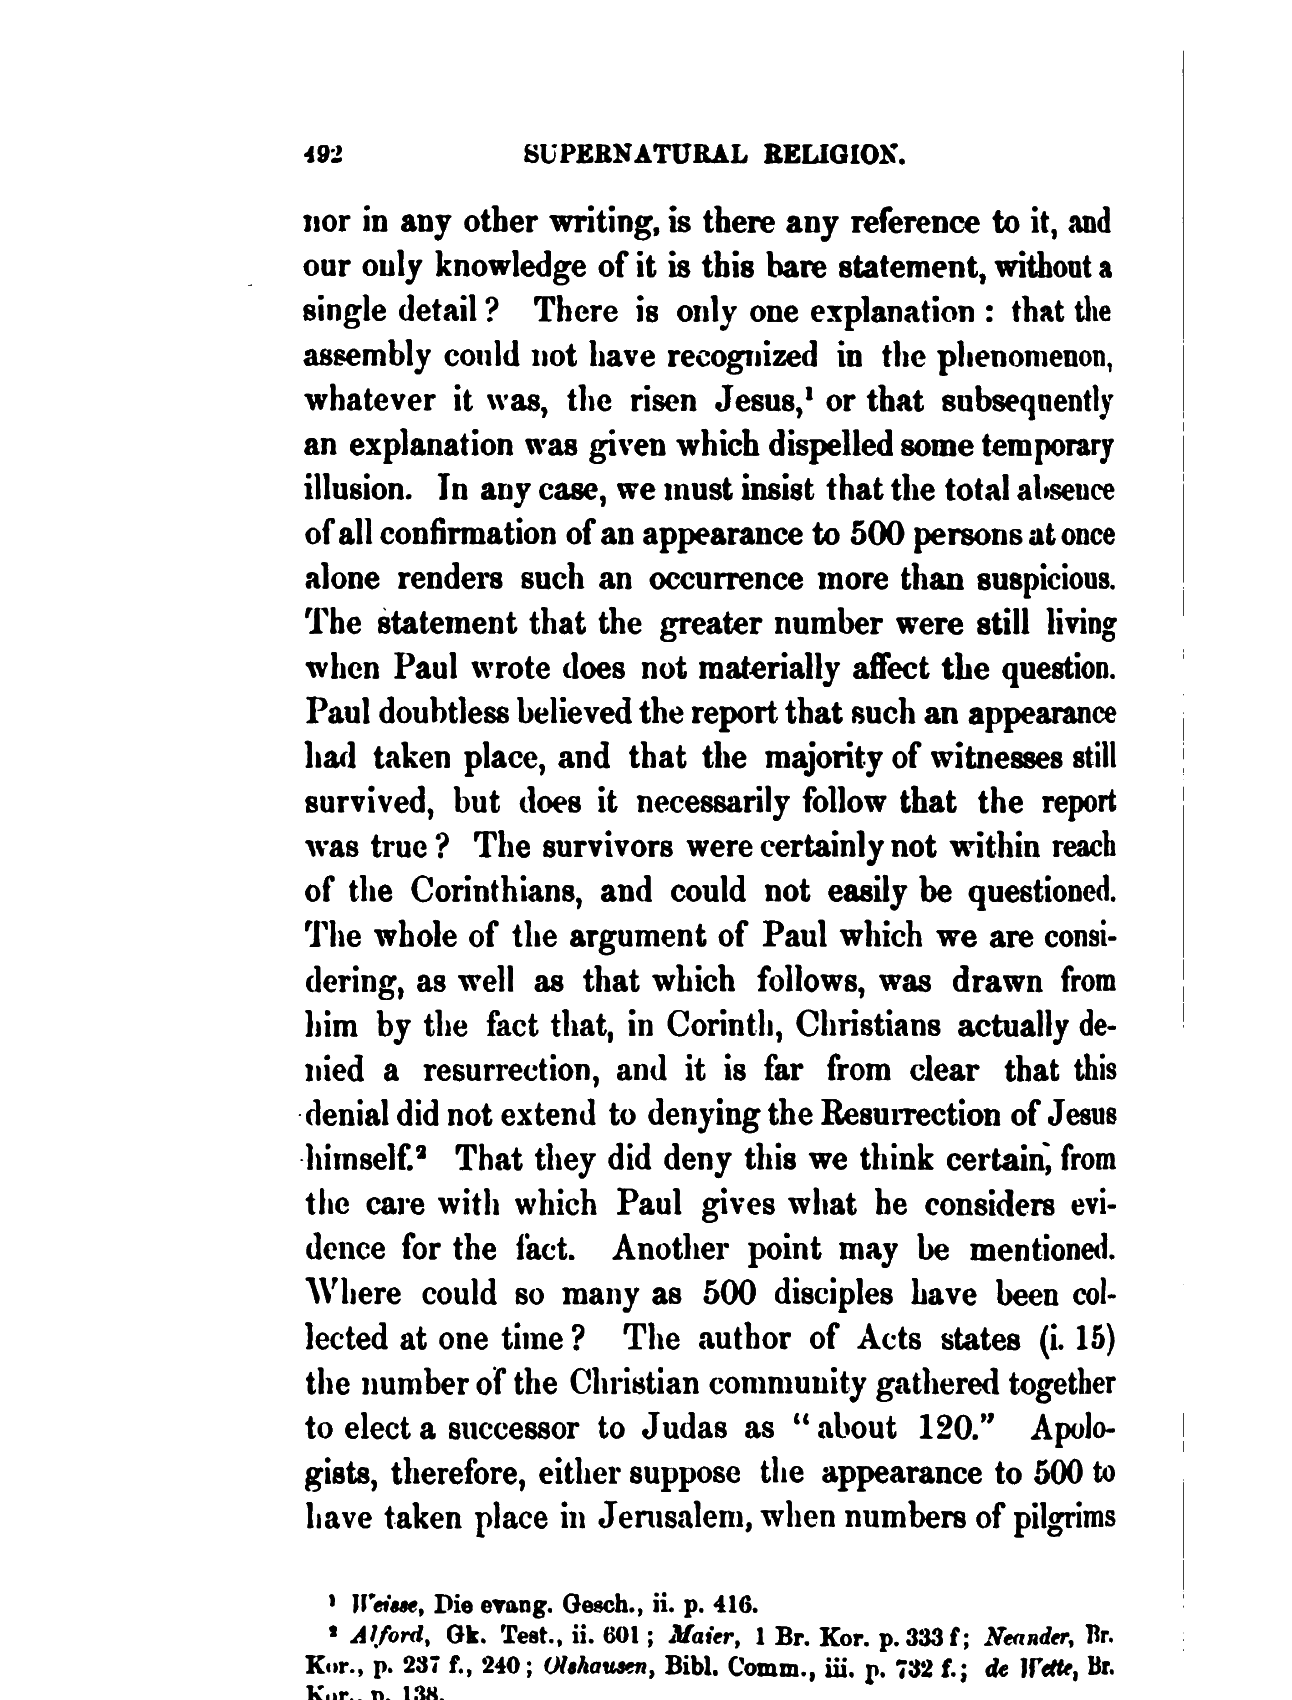 492 SUPERNATURAL RELIGION.
nor in any other writing, is there any reference to it, and
our only knowledge of it is this bare statement, without a
single detail? There is only one explanation : that the
assembly could not have recognized in the phenomenon,
whatever it was, the risen Jesus,¹ or that subsequently
an explanation was given which dispelled some temporary
illusion. In any case, we must insist that the total absence
of all confirmation of an appearance to 500 persons at once
alone renders such an occurrence more than suspicious.
The statement that the greater number were still living
when Paul wrote does not materially affect the question.
Paul doubtless believed the report that such an appearance
had taken place, and that the majority of witnesses still
survived, but does it necessarily follow that the report
was true? The survivors were certainly not within reach
of the Corinthians, and could not easily be questioned.
The whole of the argument of Paul which we are consi-
dering, as well as that which follows, was drawn from
him by the fact that, in Corinth, Christians actually de-
nied a resurrection, and it is far from clear that this
denial did not extend to denying the Resurrection of Jesus
himself.² That they did deny this we think certain, from
the care with which Paul gives what he considers evi-
dence for the fact. Another point may be mentioned.
Where could so many as 500 disciples have been col-
lected at one time? The author of Acts states (i. 15)
the number of the Christian community gathered together
to elect a successor to Judas as “about 120.” Apolo-
gists, therefore, either suppose the appearance to 500 to
have taken place in Jerusalem, when numbers of pilgrims
¹ Weisse, Die evang. Gesch., ii. p. 416.
² Alford, Gk. Test., ii. 601; Maier, 1 Br. Kor. p. 333 f; Neander, Br.
Kor., p. 237 f., 240; Olshausen, Bibl. Comm., iii. p. 732 f.; de Wette, Br.
Kor., p. 138.